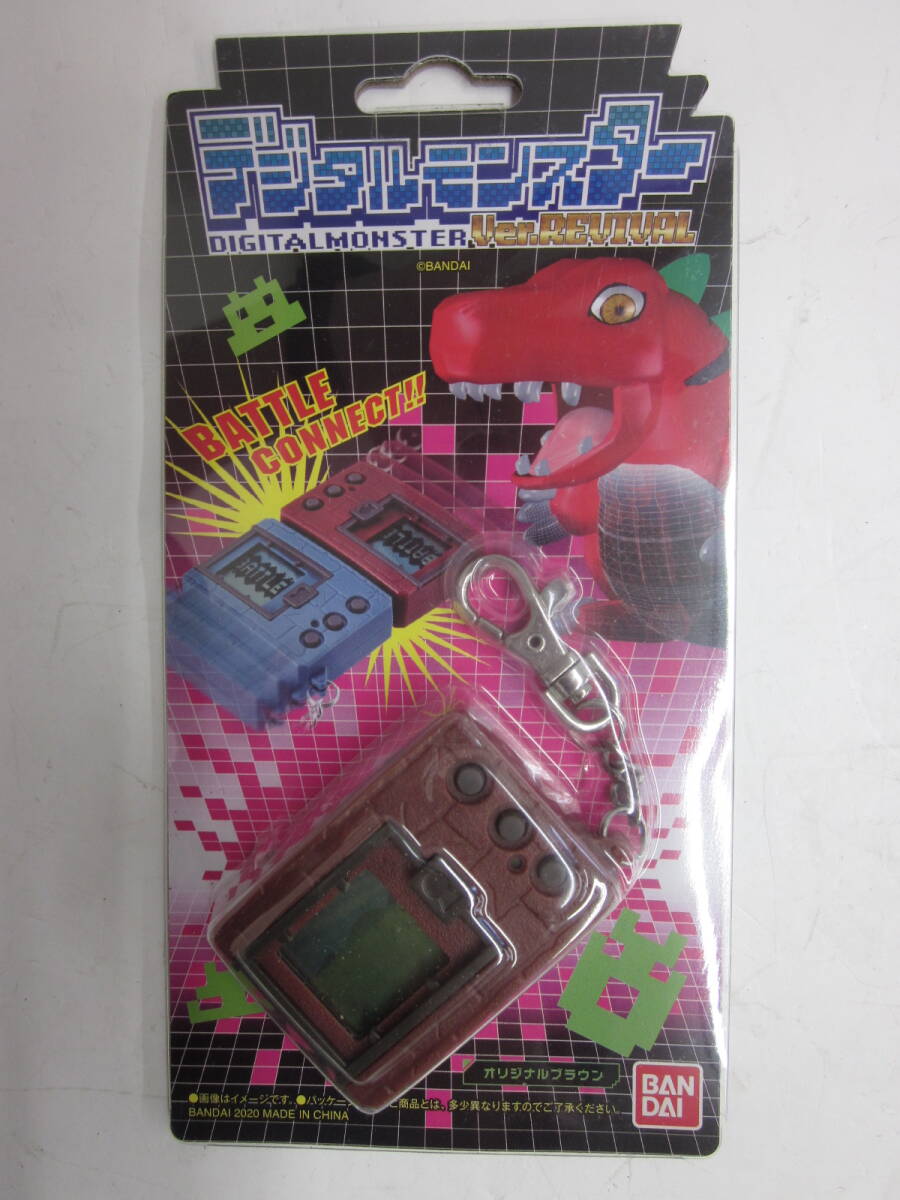 デジタルモンスター
DIGITALMONSTER Ver.REVIVAL
©BANDAI
BATTLE
CONNECT!!
BATTLE
オリジナルブラウン
●画像はイメージです。●パッケー
商品とは、多少異なりますのでご了承ください。
BANDAI 2020 MADE IN CHINA
BAN
DAI